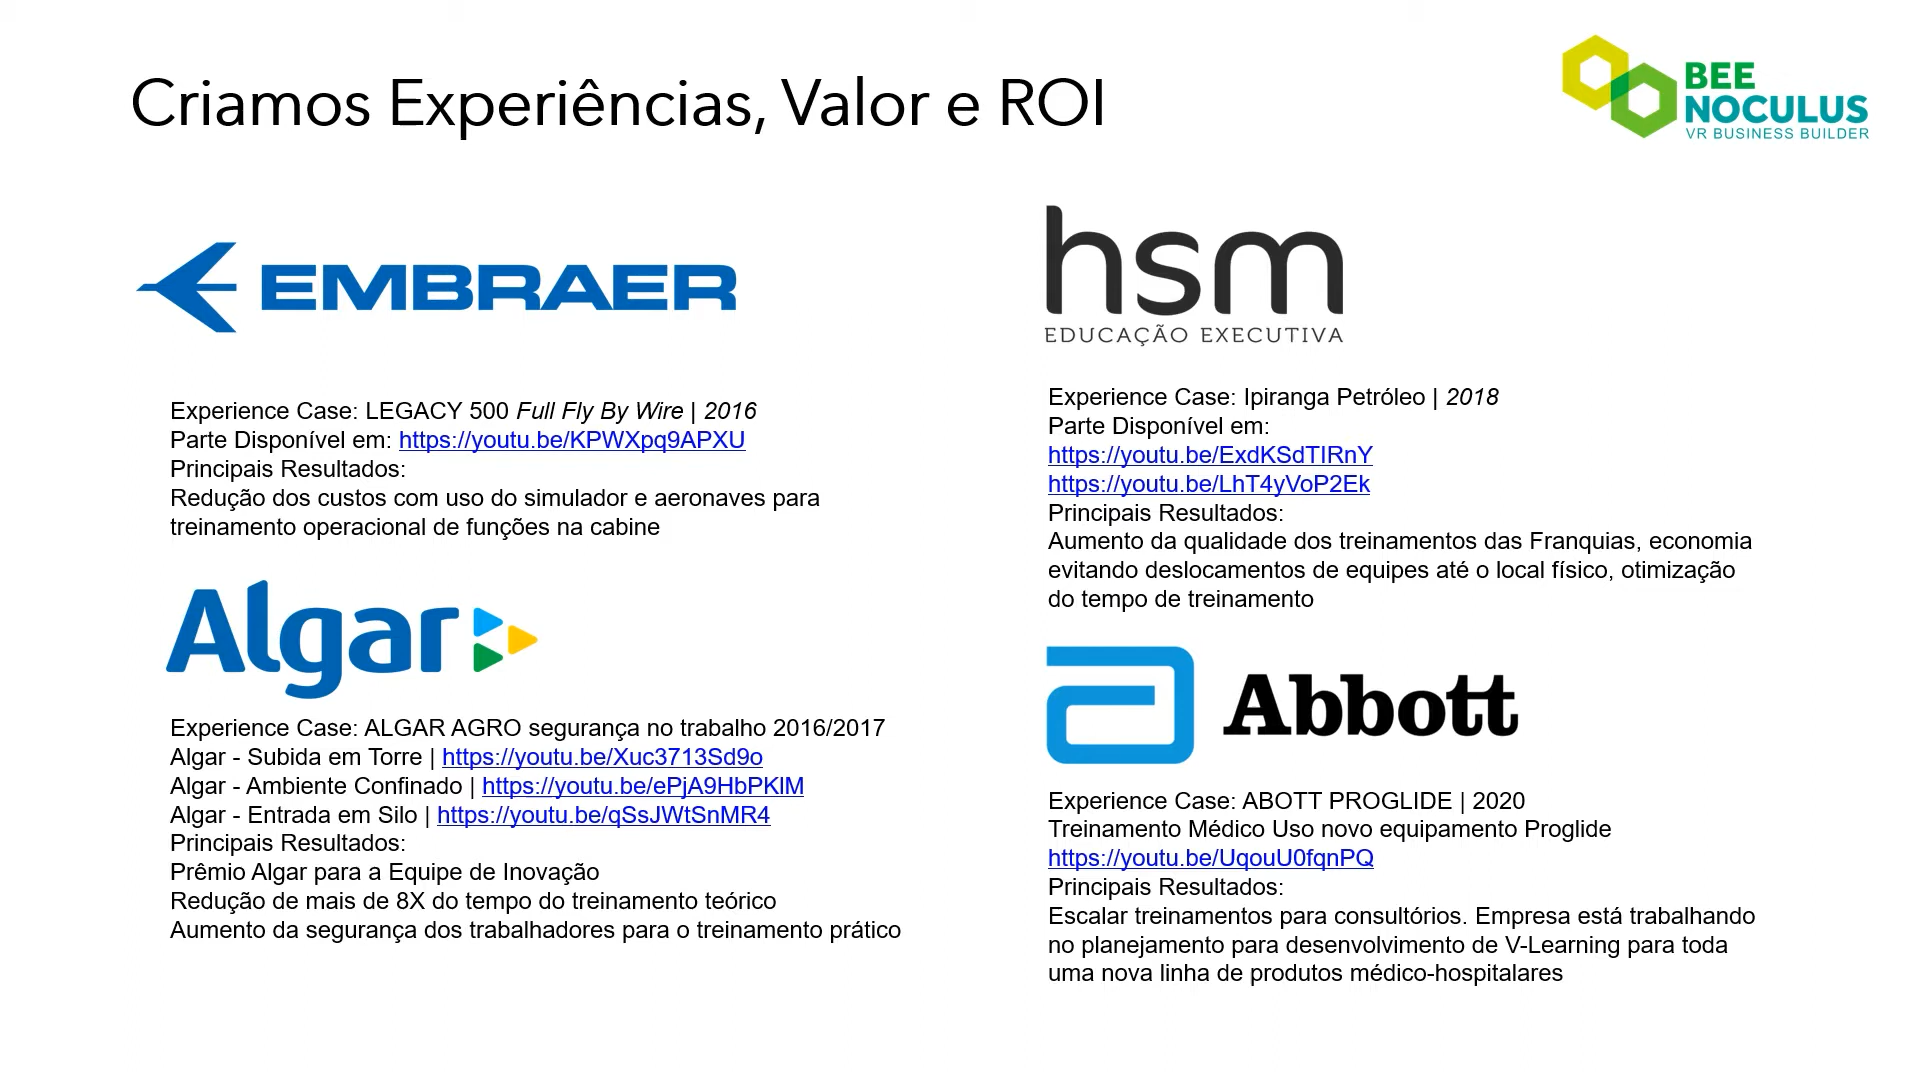 Criamos Experiências, Valor e ROI
BEE
NOCULUS
VR BUSINESS BUILDER
EMBRAER
Experience Case: LEGACY 500 Full Fly By Wire | 2016
Parte Disponível em: https://youtu.be/KPWXpq9APXU
Principais Resultados:
Redução dos custos com uso do simulador e aeronaves para
treinamento operacional de funções na cabine
Algar
Experience Case: ALGAR AGRO segurança no trabalho 2016/2017
Algar - Subida em Torre | https://youtu.be/Xuc3713Sd9o
Algar - Ambiente Confinado | https://youtu.be/ePjA9HbPKlM
Algar - Entrada em Silo | https://youtu.be/qSsJWtSnMR4
Principais Resultados:
Prêmio Algar para a Equipe de Inovação
Redução de mais de 8X do tempo do treinamento teórico
Aumento da segurança dos trabalhadores para o treinamento prático
hsm
EDUCAÇÃO EXECUTIVA
Experience Case: Ipiranga Petróleo | 2018
Parte Disponível em:
https://youtu.be/ExdKSdTIRnY
https://youtu.be/LhT4yVoP2Ek
Principais Resultados:
Aumento da qualidade dos treinamentos das Franquias, economia
evitando deslocamentos de equipes até o local físico, otimização
do tempo de treinamento
Abbott
Experience Case: ABOTT PROGLIDE | 2020
Treinamento Médico Uso novo equipamento Proglide
https://youtu.be/UqouU0fqnPQ
Principais Resultados:
Escalar treinamentos para consultórios. Empresa está trabalhando
no planejamento para desenvolvimento de V-Learning para toda
uma nova linha de produtos médico-hospitalares